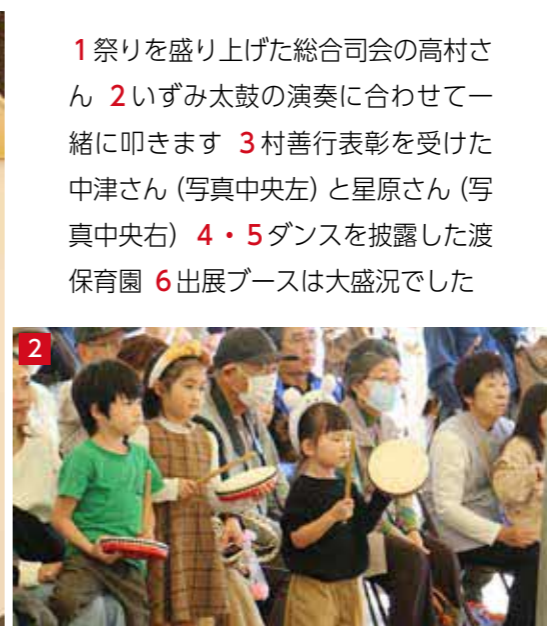 1 祭りを盛り上げた総合司会の高村さ
ん 2 いずみ太鼓の演奏に合わせて一
緒に叩きます 3 村善行表彰を受けた
中津さん（写真中央左）と星原さん（写
真中央右） 4・5 ダンスを披露した渡
保育園 6 出展ブースは大盛況でした
2